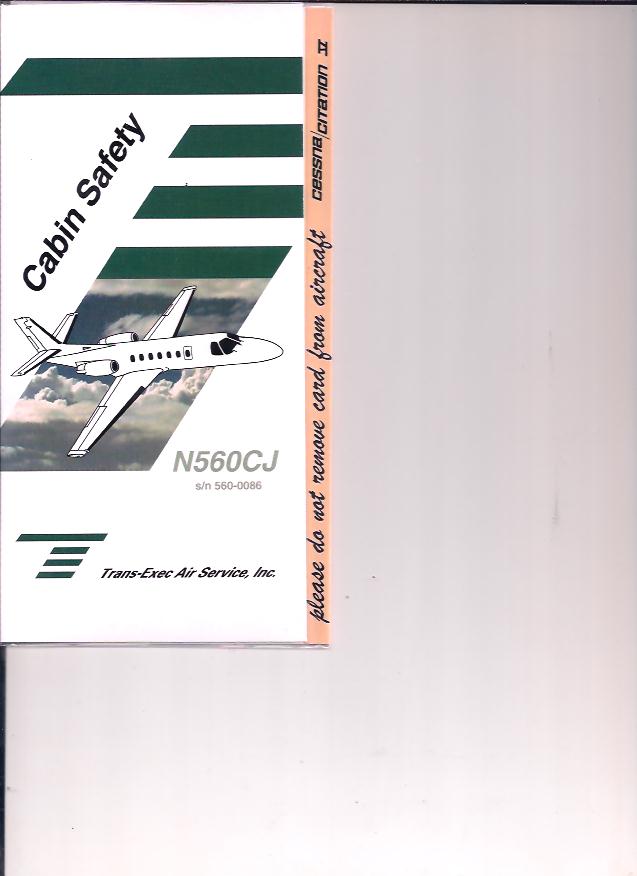 Cabin Safety
N560CJ
s/n 560-0086
Trans-Exec Air Service, Inc.
please do not remove card from aircraft
cessna/citation V